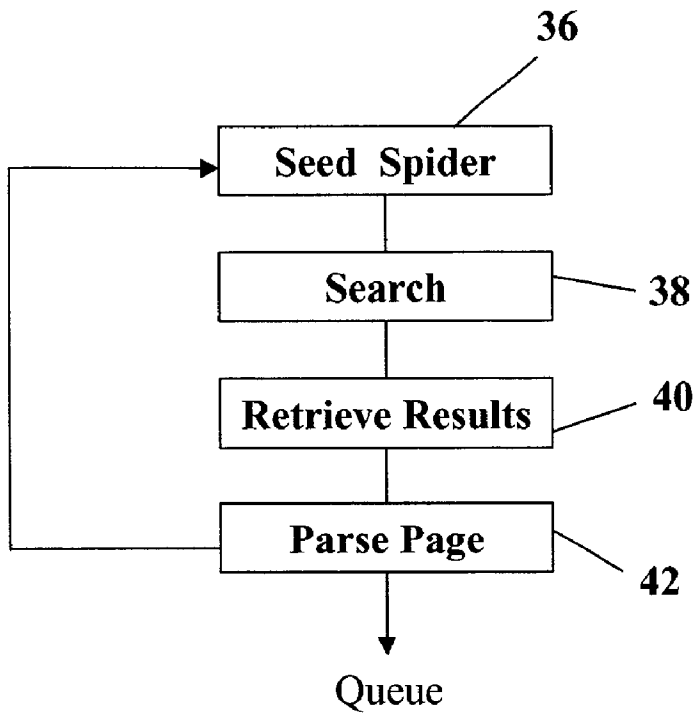 36
Seed Spider
Search
38
Retrieve Results
40
Parse Page
42
Queue